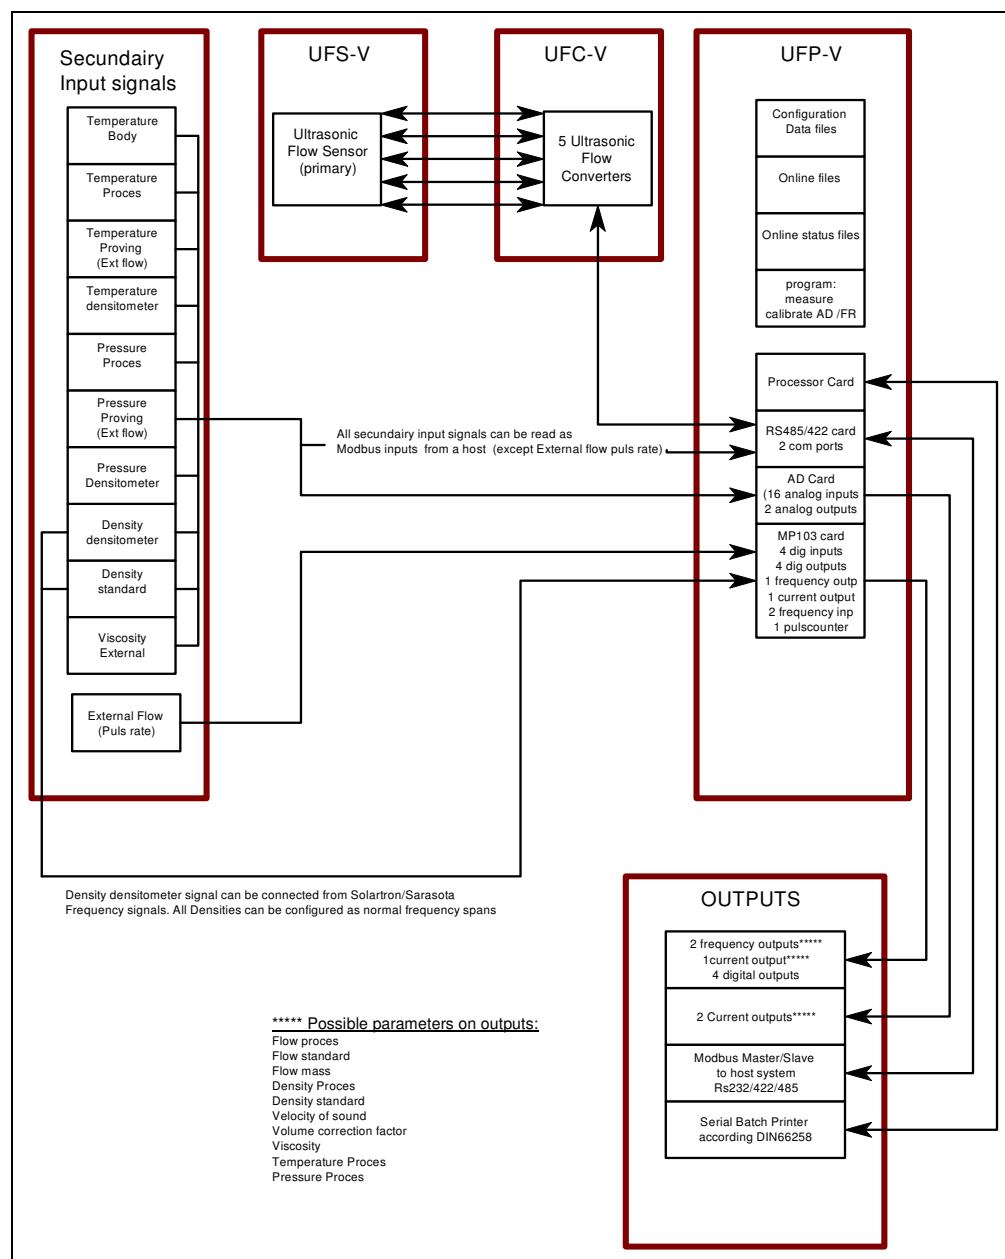 Secundairy
Input signals
Temperature
Body
Temperature
Proces
Temperature
Proving
(Ext flow)
Temperature
densitometer
Pressure
Proces
Pressure
Proving
(Ext flow)
Pressure
Densitometer
Density
densitometer
Density
standard
Viscosity
External
External Flow
(Puls rate)
UFS-V
Ultrasonic
Flow Sensor
(primary)
UFC-V
5 Ultrasonic
Flow
Converters
UFP-V
Configuration
Data files
Online files
Online status files
program:
measure
calibrate AD /FR
Processor Card
RS485/422 card
2 com ports
AD Card
(16 analog inputs
2 analog outputs
MP103 card
4 dig inputs
4 dig outputs
1 frequency outp
1 current output
2 frequency inp
1 pulscounter
All secundairy input signals can be read as
Modbus inputs from a host (except External flow puls rate)
Density densitometer signal can be connected from Solartron/Sarasota
Frequency signals. All Densities can be configured as normal frequency spans
OUTPUTS
2 frequency outputs*****
1current output*****
4 digital outputs
2 Current outputs*****
Modbus Master/Slave
to host system
Rs232/422/485
Serial Batch Printer
according DIN66258
***** Possible parameters on outputs:
Flow proces
Flow standard
Flow mass
Density Proces
Density standard
Velocity of sound
Volume correction factor
Viscosity
Temperature Proces
Pressure Proces